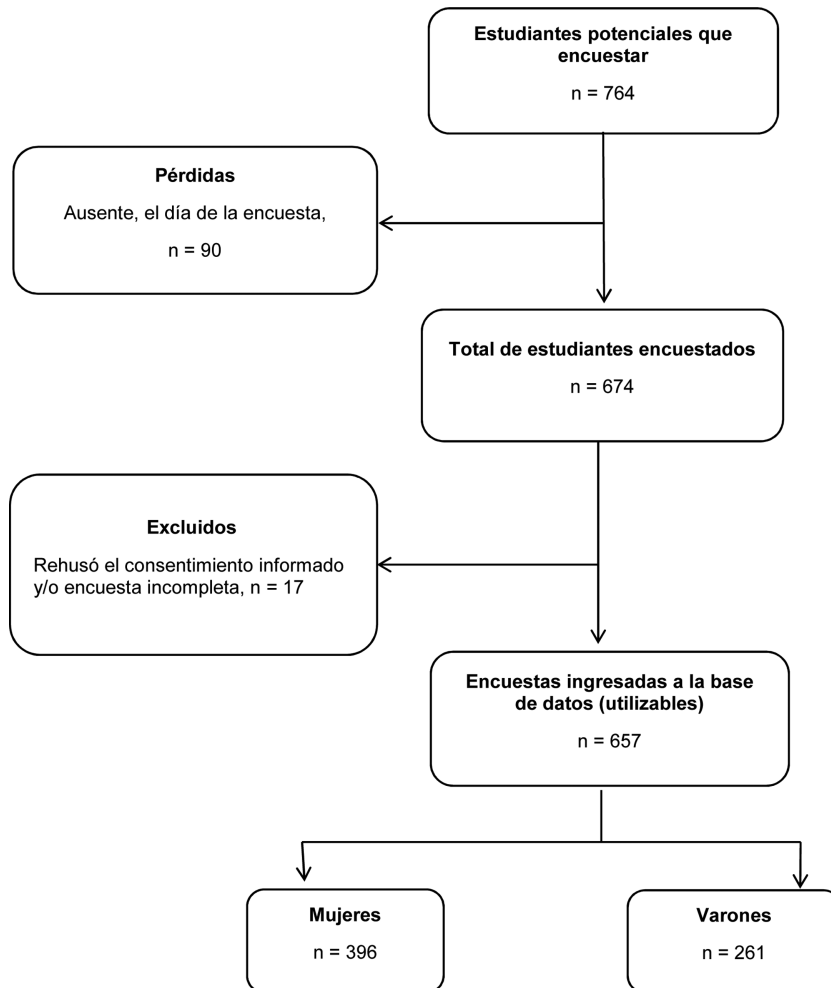 Estudiantes potenciales que
encuestar
n = 764
Pérdidas
Ausente, el día de la encuesta,
n = 90
Total de estudiantes encuestados
n = 674
Excluidos
Rehusó el consentimiento informado
y/o encuesta incompleta, n = 17
Encuestas ingresadas a la base
de datos (utilizables)
n = 657
Mujeres
n = 396
Varones
n = 261